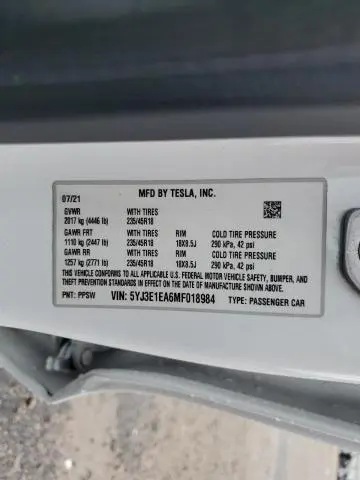 MFD BY TESLA, INC.
07/21
GVWR WITH TIRES
2017 kg (4446 lb) 235/45R18
GAWR FRT WITH TIRES RIM COLD TIRE PRESSURE
1110 kg (2447 lb) 235/45R18 18X8.5J 290 kPa, 42 psi
GAWR RR WITH TIRES RIM COLD TIRE PRESSURE
1257 kg (2771 lb) 235/45R18 18X8.5J 290 kPa, 42 psi
THIS VEHICLE CONFORMS TO ALL APPLICABLE U.S. FEDERAL MOTOR VEHICLE SAFETY, BUMPER, AND
THEFT PREVENTION STANDARDS IN EFFECT ON THE DATE OF MANUFACTURE SHOWN ABOVE.
PNT: PPSW VIN: 5YJ3E1EA6MF018984 TYPE: PASSENGER CAR